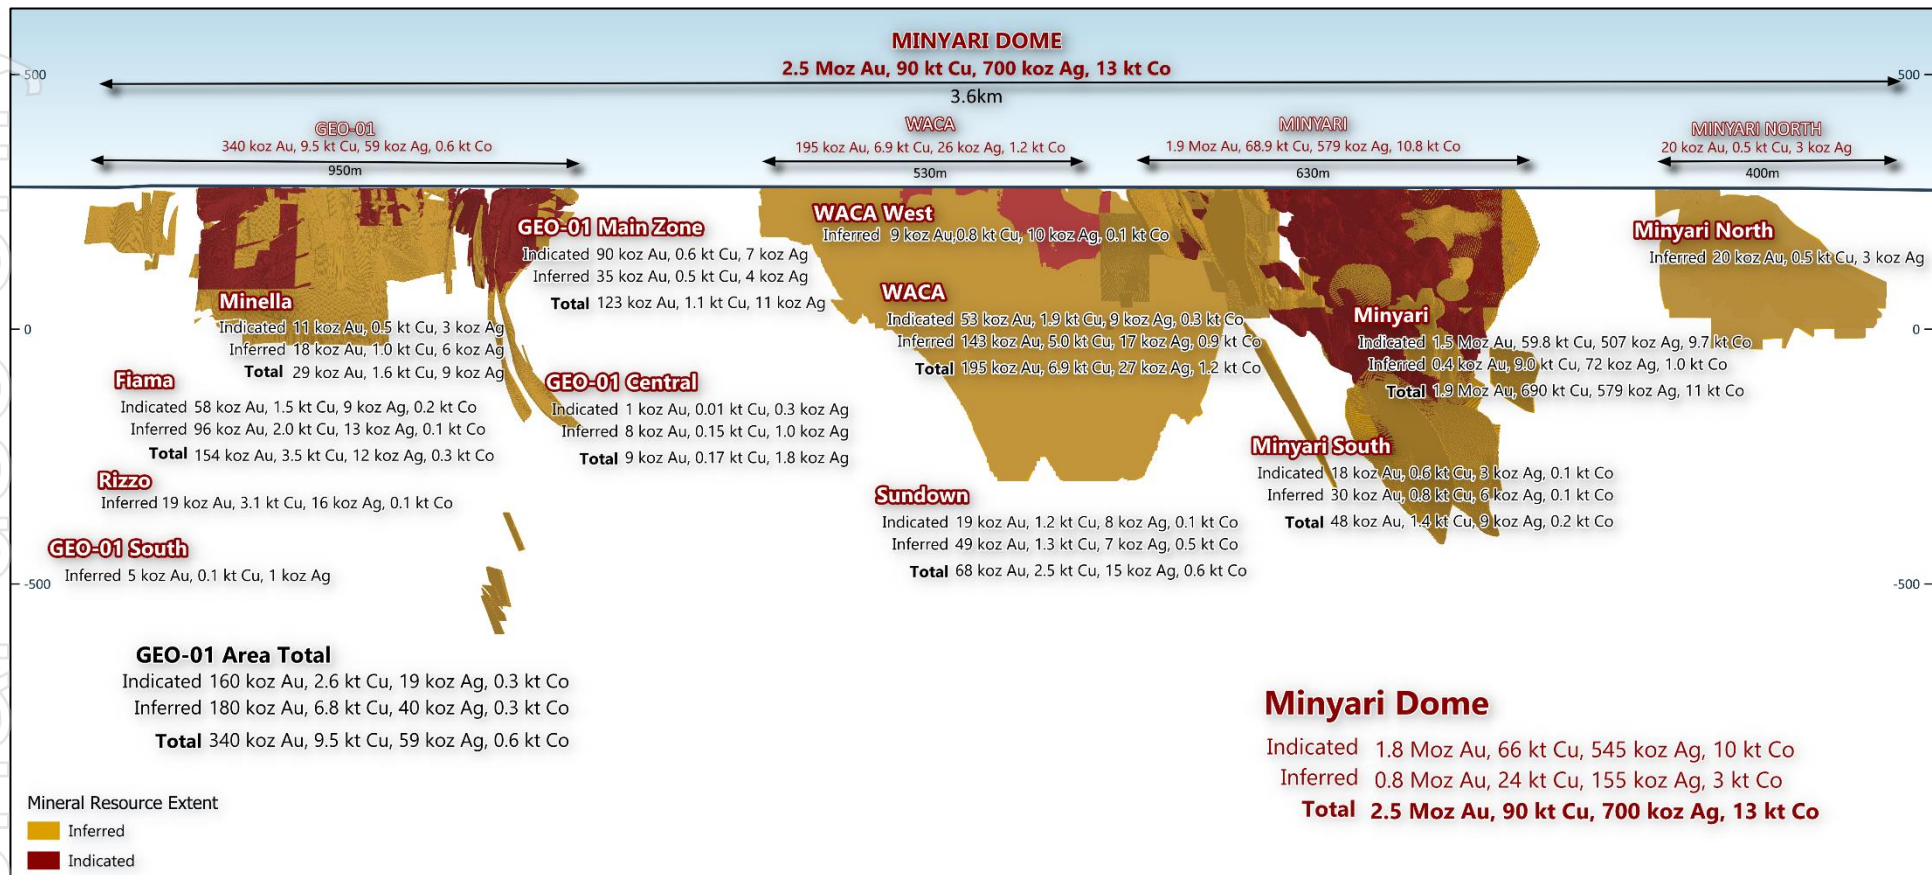 MINYARI DOME
2.5 Moz Au, 90 kt Cu, 700 koz Ag, 13 kt Co
500
500
3.6km
GEO-01
340 koz Au, 9.5 kt Cu, 59 koz Ag, 0.6 kt Co
950m
WACA
195 koz Au, 6.9 kt Cu, 26 koz Ag, 1.2 kt Co
530m
MINYARI
1.9 Moz Au, 68.9 kt Cu, 579 koz Ag, 10.8 kt Co
630m
MINYARI NORTH
20 koz Au, 0.5 kt Cu, 3 koz Ag
400m
GEO-01 Main Zone
Indicated 90 koz Au, 0.6 kt Cu, 7 koz Ag
Inferred 35 koz Au, 0.5 kt Cu, 4 koz Ag
Total 123 koz Au, 1.1 kt Cu, 11 koz Ag
WACA West
Inferred 9 koz Au,0.8 kt Cu, 10 koz Ag, 0.1 kt Co
Minyari North
Inferred 20 koz Au, 0.5 kt Cu, 3 koz Ag
Minella
Indicated 11 koz Au, 0.5 kt Cu, 3 koz Ag
Inferred 18 koz Au, 1.0 kt Cu, 6 koz Ag
Total 29 koz Au, 1.6 kt Cu, 9 koz Ag
WACA
Indicated 53 koz Au, 1.9 kt Cu, 9 koz Ag, 0.3 kt Co
Inferred 143 koz Au, 5.0 kt Cu, 17 koz Ag, 0.9 kt Co
Total 195 koz Au, 6.9 kt Cu, 27 koz Ag, 1.2 kt Co
Minyari
Indicated 1.5 Moz Au, 59.8 kt Cu, 507 koz Ag, 9.7 kt Co
Inferred 0.4 koz Au, 9.0 kt Cu, 72 koz Ag, 1.0 kt Co
Total 1.9 Moz Au, 690 kt Cu, 579 koz Ag, 11 kt Co
0
0
Fiama
Indicated 58 koz Au, 1.5 kt Cu, 9 koz Ag, 0.2 kt Co
Inferred 96 koz Au, 2.0 kt Cu, 13 koz Ag, 0.1 kt Co
Total 154 koz Au, 3.5 kt Cu, 12 koz Ag, 0.3 kt Co
GEO-01 Central
Indicated 1 koz Au, 0.01 kt Cu, 0.3 koz Ag
Inferred 8 koz Au, 0.15 kt Cu, 1.0 koz Ag
Total 9 koz Au, 0.17 kt Cu, 1.8 koz Ag
Minyari South
Indicated 18 koz Au, 0.6 kt Cu, 3 koz Ag, 0.1 kt Co
Inferred 30 koz Au, 0.8 kt Cu, 6 koz Ag, 0.1 kt Co
Total 48 koz Au, 1.4 kt Cu, 9 koz Ag, 0.2 kt Co
Rizzo
Inferred 19 koz Au, 3.1 kt Cu, 16 koz Ag, 0.1 kt Co
Sundown
Indicated 19 koz Au, 1.2 kt Cu, 8 koz Ag, 0.1 kt Co
Inferred 49 koz Au, 1.3 kt Cu, 7 koz Ag, 0.5 kt Co
Total 68 koz Au, 2.5 kt Cu, 15 koz Ag, 0.6 kt Co
GEO-01 South
Inferred 5 koz Au, 0.1 kt Cu, 1 koz Ag
-500
-500
GEO-01 Area Total
Indicated 160 koz Au, 2.6 kt Cu, 19 koz Ag, 0.3 kt Co
Inferred 180 koz Au, 6.8 kt Cu, 40 koz Ag, 0.3 kt Co
Total 340 koz Au, 9.5 kt Cu, 59 koz Ag, 0.6 kt Co
Minyari Dome
Indicated 1.8 Moz Au, 66 kt Cu, 545 koz Ag, 10 kt Co
Inferred 0.8 Moz Au, 24 kt Cu, 155 koz Ag, 3 kt Co
Total 2.5 Moz Au, 90 kt Cu, 700 koz Ag, 13 kt Co
Mineral Resource Extent
Inferred
Indicated